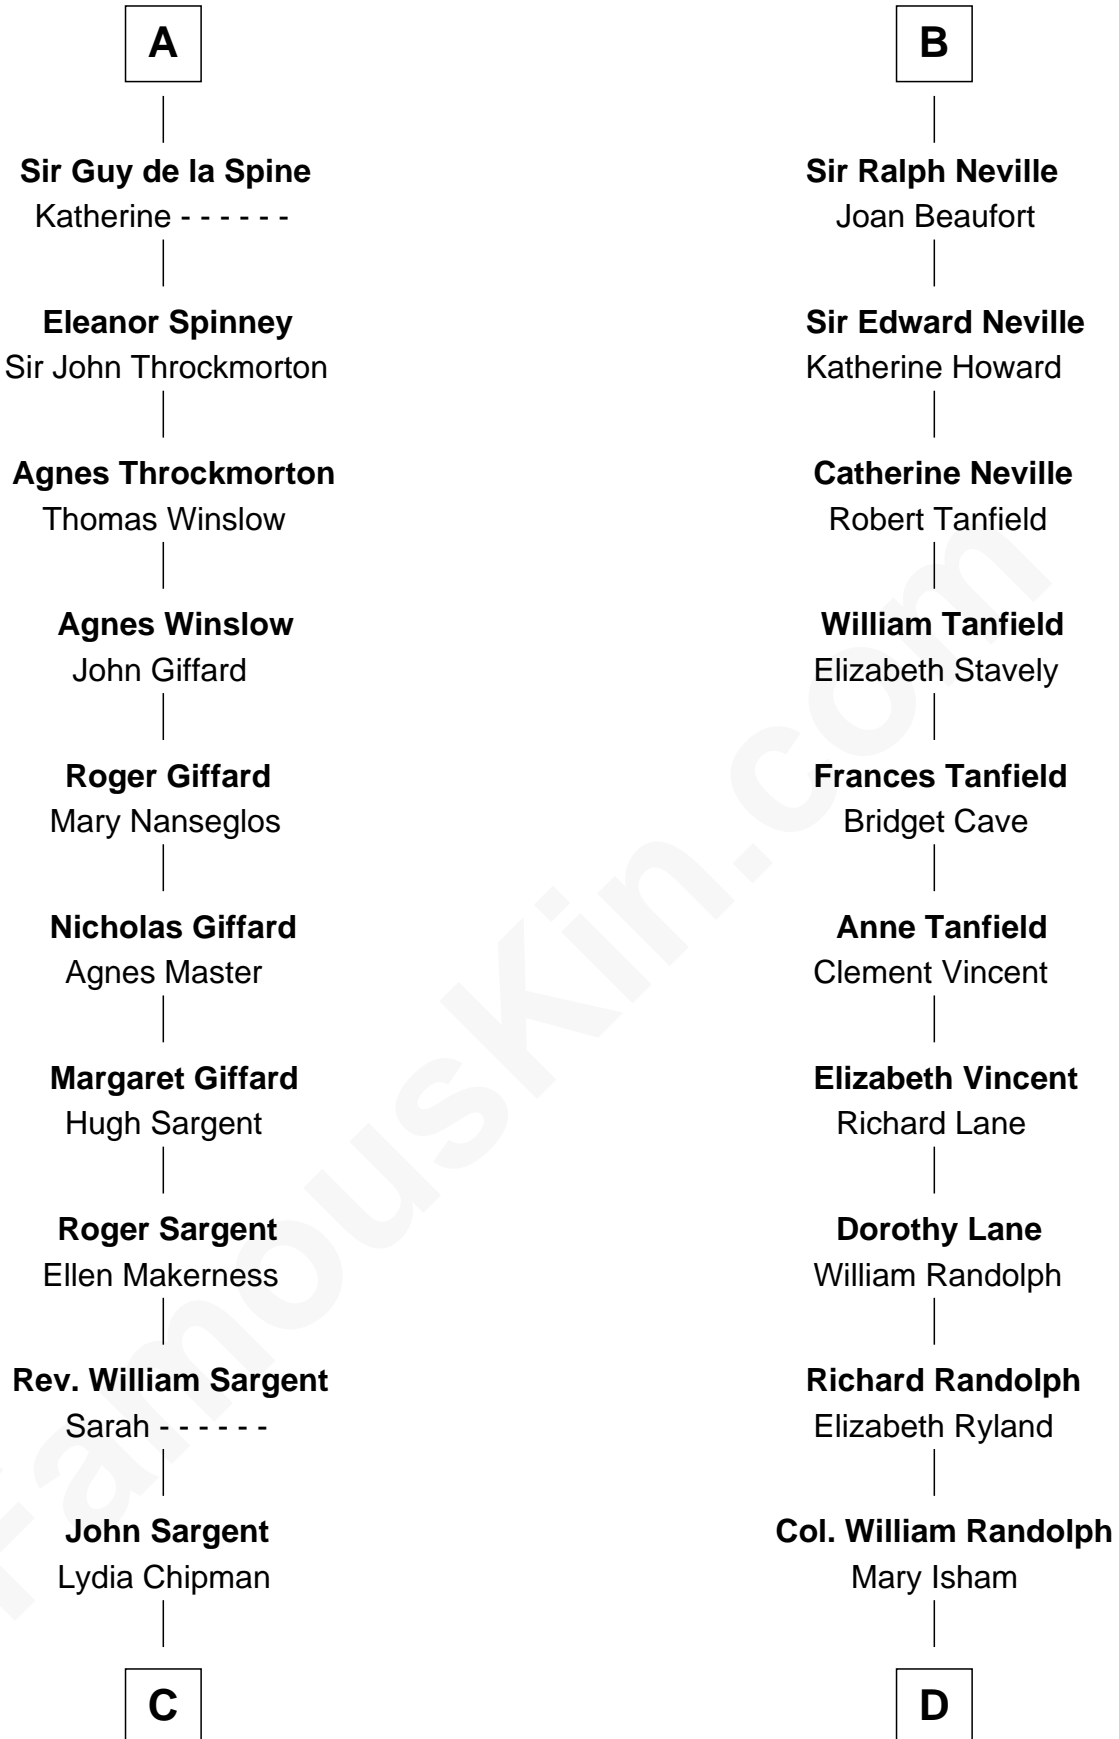 A
Sir Guy de la Spine
Katherine - - - - - -
Eleanor Spinney
Sir John Throckmorton
Agnes Throckmorton
Thomas Winslow
Agnes Winslow
John Giffard
Roger Giffard
Mary Nanseglos
Nicholas Giffard
Agnes Master
Margaret Giffard
Hugh Sargent
Roger Sargent
Ellen Makerness
Rev. William Sargent
Sarah - - - - - -
John Sargent
Lydia Chipman
C
B
Sir Ralph Neville
Joan Beaufort
Sir Edward Neville
Katherine Howard
Catherine Neville
Robert Tanfield
William Tanfield
Elizabeth Stavely
Frances Tanfield
Bridget Cave
Anne Tanfield
Clement Vincent
Elizabeth Vincent
Richard Lane
Dorothy Lane
William Randolph
Richard Randolph
Elizabeth Ryland
Col. William Randolph
Mary Isham
D
FamousKin.com